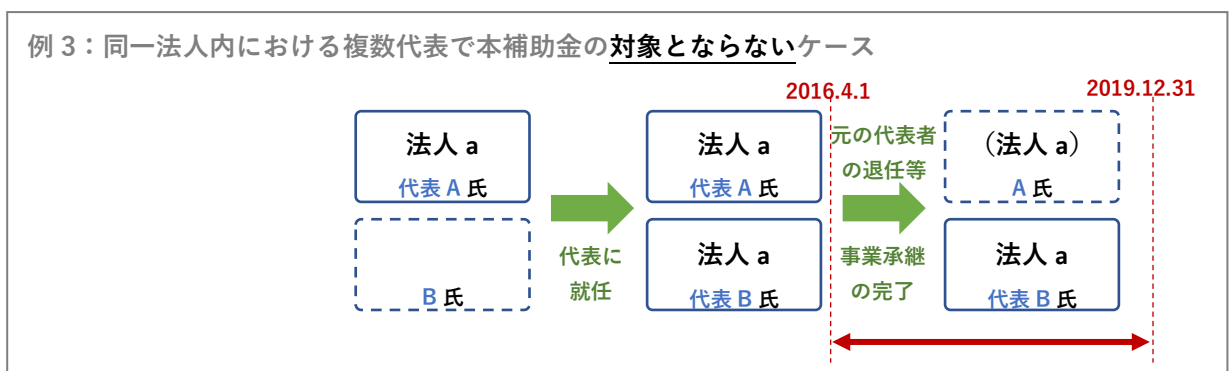 例 3：同一法人内における複数代表で本補助金の対象とならないケース
2016.4.1
2019.12.31
法人 a
代表 A 氏
B 氏
代表に
就任
法人 a
代表 A 氏
法人 a
代表 B 氏
元の代表者
の退任等
事業承継
の完了
（法人 a）
A 氏
法人 a
代表 B 氏